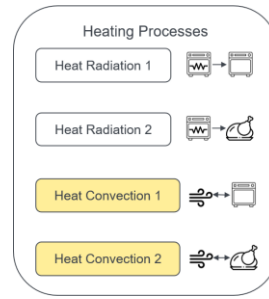 Heating Processes
Heat Radiation 1
Heat Radiation 2
Heat Convection 1
Heat Convection 2